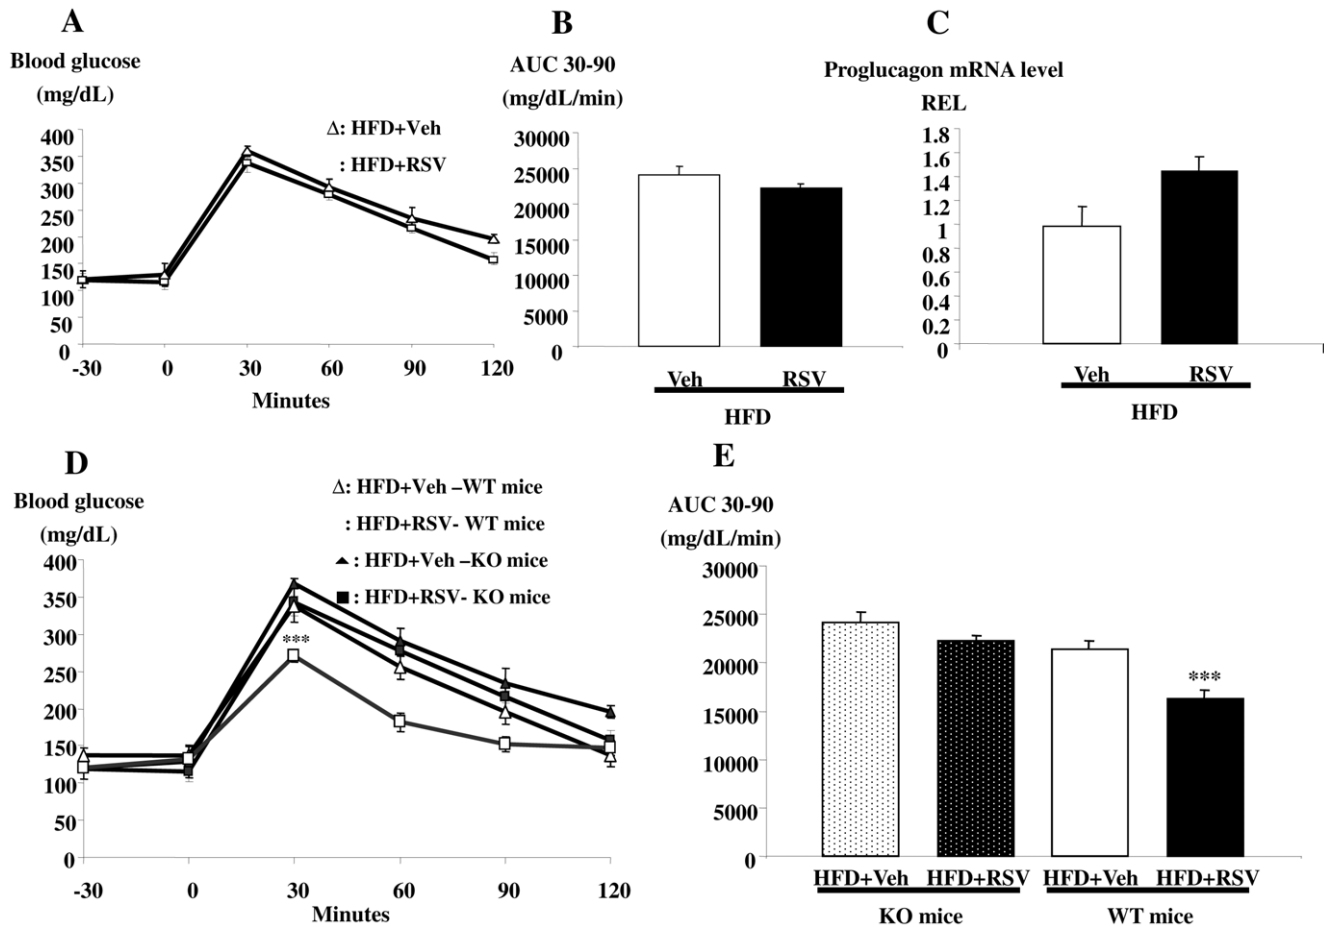 A
Blood glucose
(mg/dL)
400
350
300
250
200
150
100
50
0
-30 0 30 60 90 120
Minutes
Δ: HFD+Veh
: HFD+RSV
B
AUC 30-90
(mg/dL/min)
30000
25000
20000
15000
10000
5000
0
Veh RSV
HFD
C
Proglucagon mRNA level
REL
1.8
1.6
1.4
1.2
1
0.8
0.6
0.4
0.2
0
Veh RSV
HFD
D
Blood glucose
(mg/dL)
400
350
300
250
200
150
100
50
0
-30 0 30 60 90 120
Minutes
Δ: HFD+Veh –WT mice
: HFD+RSV- WT mice
▲: HFD+Veh –KO mice
■: HFD+RSV- KO mice
***
E
AUC 30-90
(mg/dL/min)
30000
25000
20000
15000
10000
5000
0
***
HFD+Veh HFD+RSV HFD+Veh HFD+RSV
KO mice WT mice